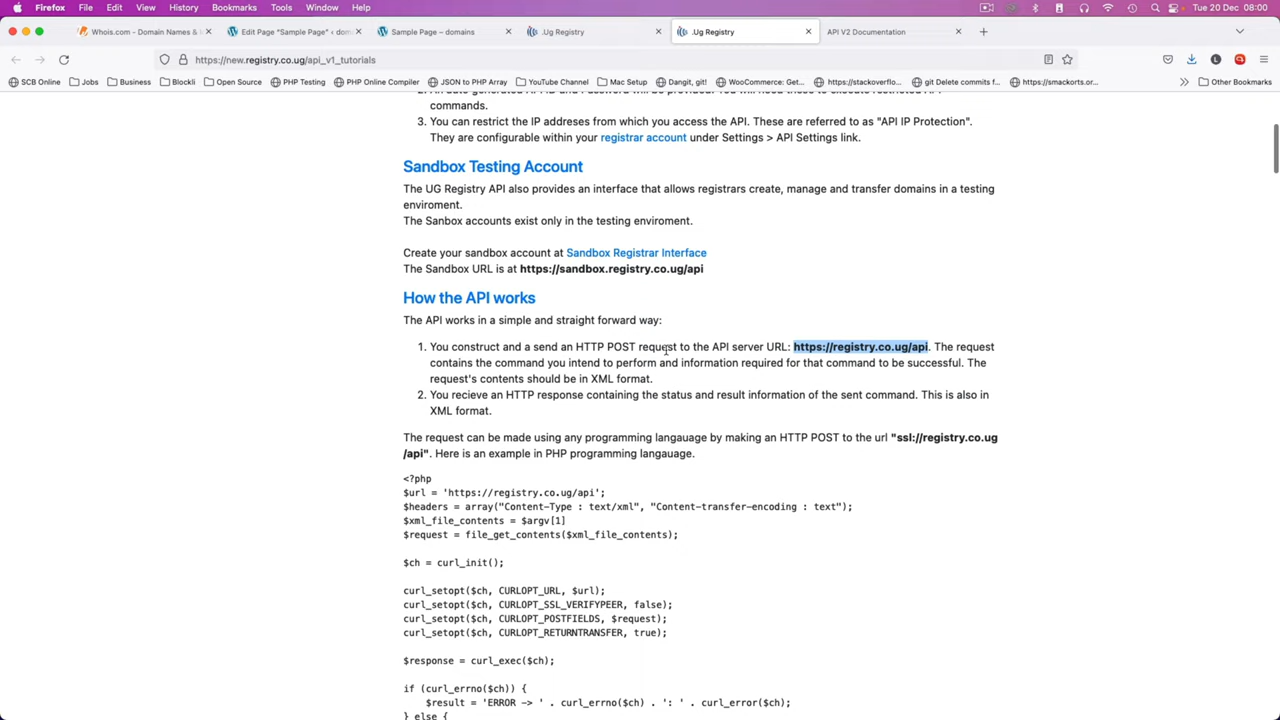 Firefox File Edit View History Bookmarks Tools Window Help Tue 20 Dec 08:00
Whois.com - Domain Names & Edit Page "Sample Page" ‹ dom Sample Page – domains .Ug Registry .Ug Registry API V2 Documentation
https://new.registry.co.ug/api_v1_tutorials
SCB Online Jobs Business Blockli Open Source PHP Testing PHP Online Compiler JSON to PHP Array YouTube Channel Mac Setup Dangit, git! WooCommerce: Get... https://stackoverflo... git Delete commits f... https://smackorts.or... Other Bookmarks
commands.
3. You can restrict the IP addreses from which you access the API. These are referred to as "API IP Protection".
They are configurable within your registrar account under Settings > API Settings link.
Sandbox Testing Account
The UG Registry API also provides an interface that allows registrars create, manage and transfer domains in a testing
enviroment.
The Sanbox accounts exist only in the testing enviroment.
Create your sandbox account at Sandbox Registrar Interface
The Sandbox URL is at https://sandbox.registry.co.ug/api
How the API works
The API works in a simple and straight forward way:
1. You construct and a send an HTTP POST request to the API server URL: https://registry.co.ug/api. The request
contains the command you intend to perform and information required for that command to be successful. The
request's contents should be in XML format.
2. You recieve an HTTP response containing the status and result information of the sent command. This is also in
XML format.
The request can be made using any programming langauage by making an HTTP POST to the url "ssl://registry.co.ug
/api". Here is an example in PHP programming langauage.
<?php
$url = 'https://registry.co.ug/api';
$headers = array("Content-Type : text/xml", "Content-transfer-encoding : text");
$xml_file_contents = $argv[1]
$request = file_get_contents($xml_file_contents);
$ch = curl_init();
curl_setopt($ch, CURLOPT_URL, $url);
curl_setopt($ch, CURLOPT_SSL_VERIFYPEER, false);
curl_setopt($ch, CURLOPT_POSTFIELDS, $request);
curl_setopt($ch, CURLOPT_RETURNTRANSFER, true);
$response = curl_exec($ch);
if (curl_errno($ch)) {
$result = 'ERROR -> ' . curl_errno($ch) . ': ' . curl_error($ch);
} else {